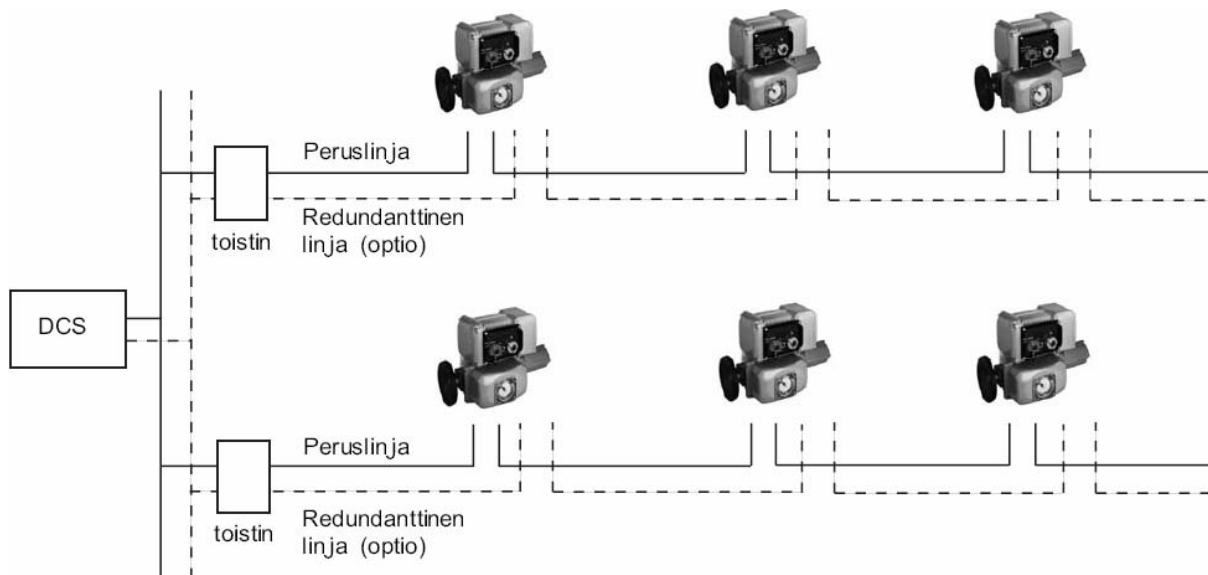 Peruslinja
Redundanttinen
linja (optio)
toistin
DCS
Peruslinja
Redundanttinen
linja (optio)
toistin